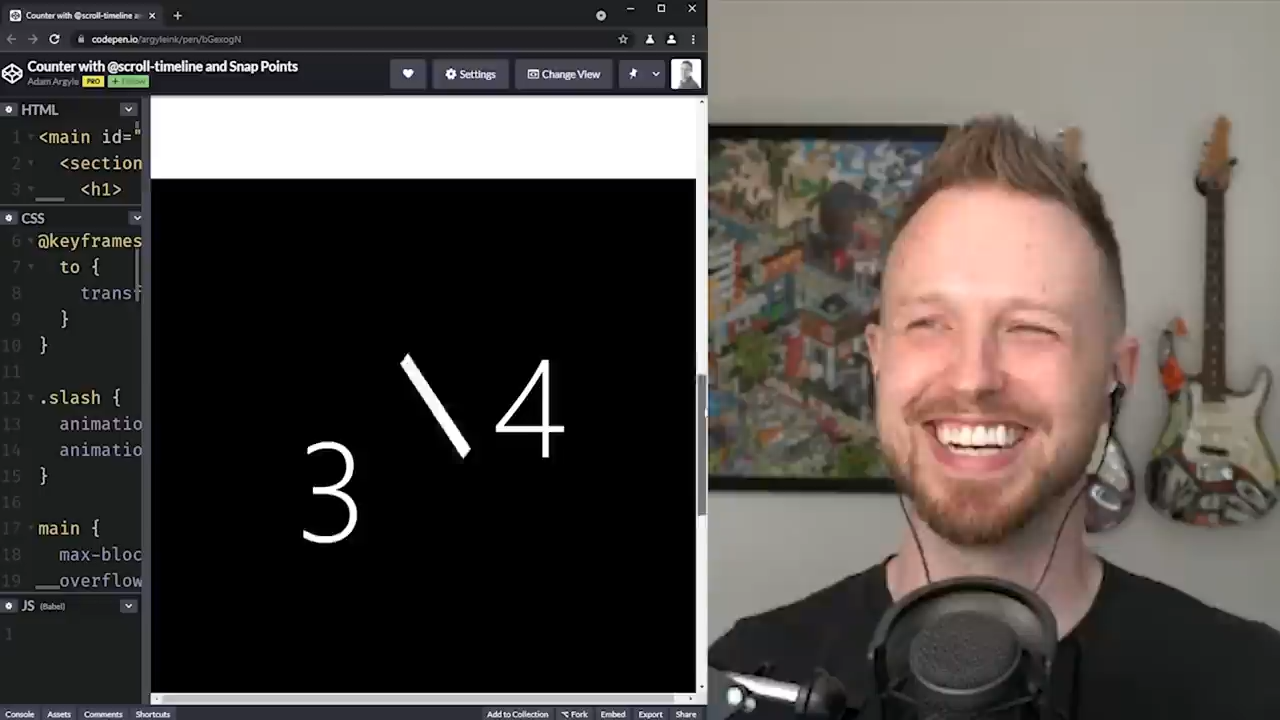 Counter with @scroll-timeline a
codepen.io/argyleink/pen/bGexogN
Counter with @scroll-timeline and Snap Points
Adam Argyle PRO + Follow
Settings
Change View
HTML
1 <main id="
2 <section
3 <h1>
CSS
6 @keyframes
7 to {
8 transf
9 }
10 }
11
12 .slash {
13 animatio
14 animatio
15 }
16
17 main {
18 max-bloc
19 overflow
JS (Babel)
1
3 \ 4
Console Assets Comments Shortcuts
Add to Collection Fork Embed Export Share